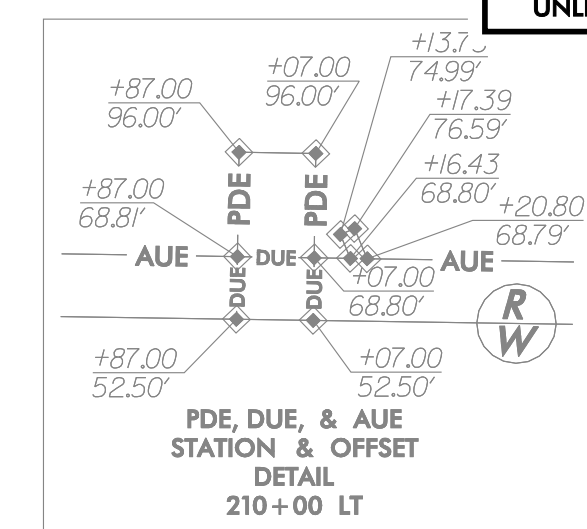 UNL
+13.7
74.99'
+07.00
96.00'
+87.00
96.00'
+17.39
76.59'
+16.43
68.80'
+87.00
68.81'
+20.80
68.79'
PDE
PDE
AUE
DUE
AUE
DUE
DUE
+07.00
68.80'
R
W
+87.00
52.50'
+07.00
52.50'
PDE, DUE, & AUE
STATION & OFFSET
DETAIL
210+00 LT